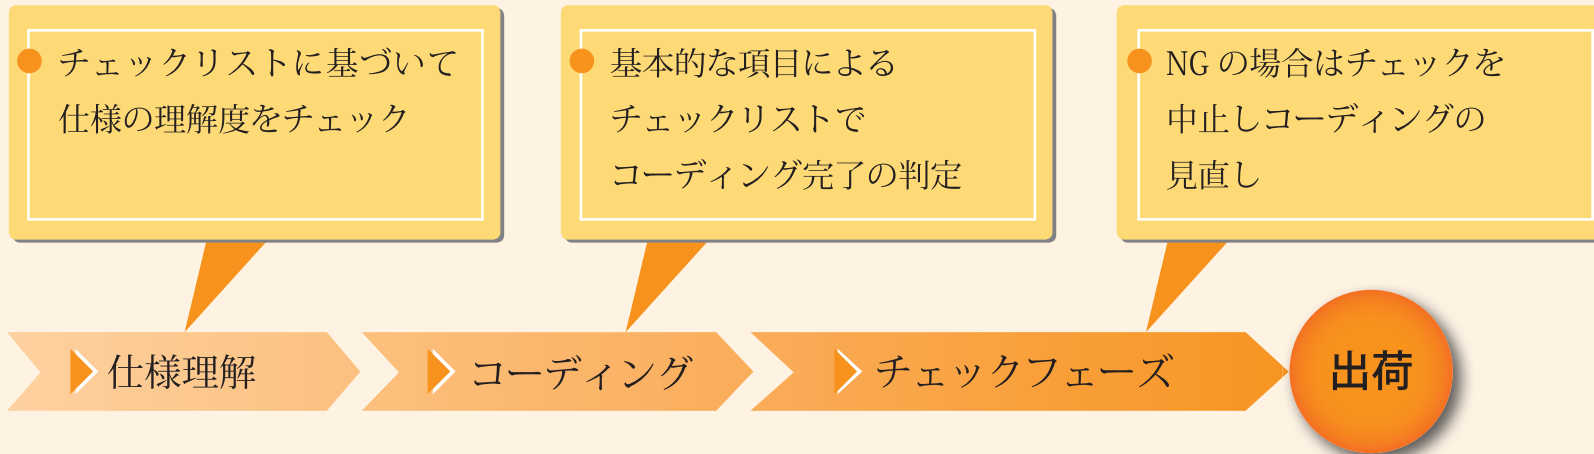 チェックリストに基づいて
仕様の理解度をチェック
基本的な項目による
チェックリストで
コーディング完了の判定
NG の場合はチェックを
中止しコーディングの
見直し
仕様理解
コーディング
チェックフェーズ
出荷